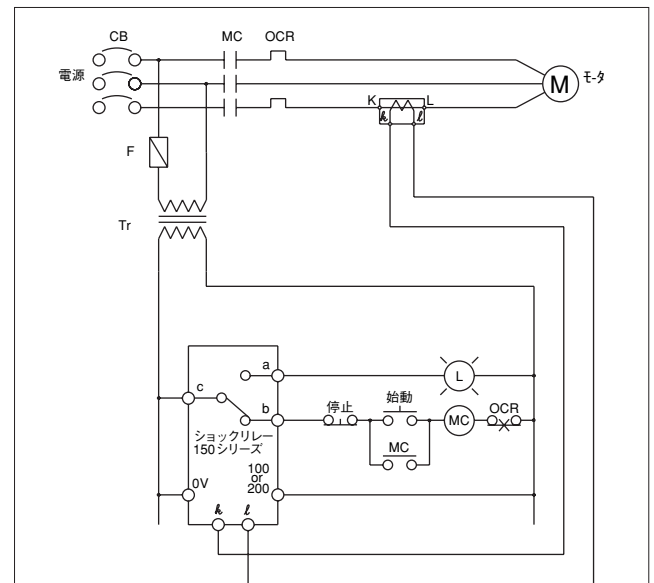 CB MC OCR
電源
M ﾓｰﾀ
K L
k ℓ
F
Tr
a
L
c
b
停止 始動 OCR
MC
MC
ショックリレー
150シリーズ
0V 100
or
200
k ℓ